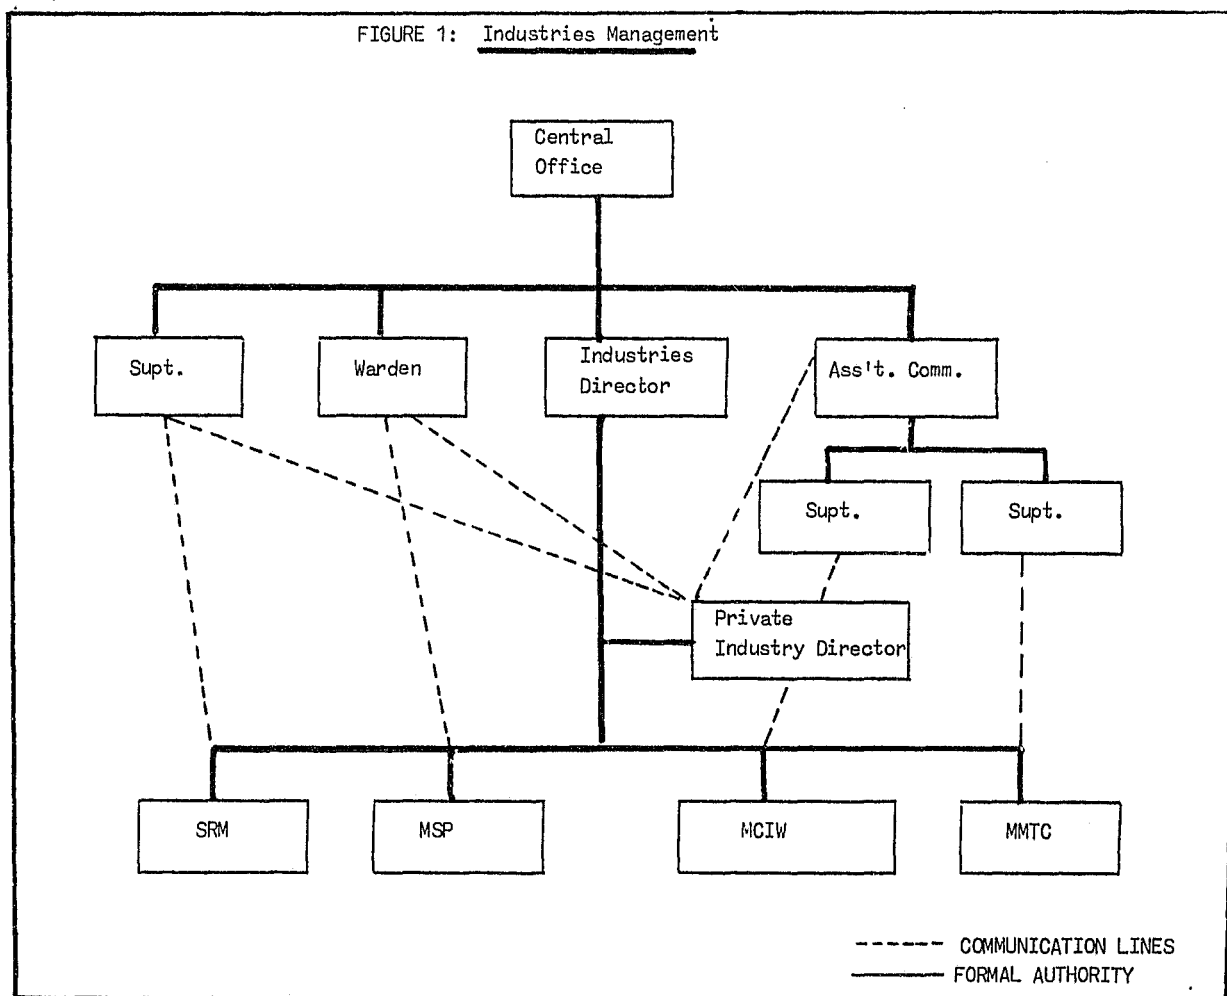 FIGURE 1: Industries Management
Central
Office
Supt.
Warden
Industries
Director
Ass't. Comm.
Supt.
Supt.
Private
Industry Director
SRM
MSP
MCIW
MMTC
COMMUNICATION LINES
FORMAL AUTHORITY